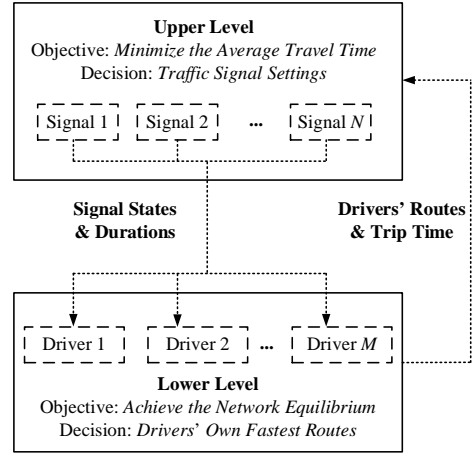 Upper Level
Objective: Minimize the Average Travel Time
Decision: Traffic Signal Settings
Signal 1 Signal 2 ... Signal N
Signal States & Durations
Drivers’ Routes & Trip Time
Driver 1 Driver 2 ... Driver M
Lower Level
Objective: Achieve the Network Equilibrium
Decision: Drivers’ Own Fastest Routes